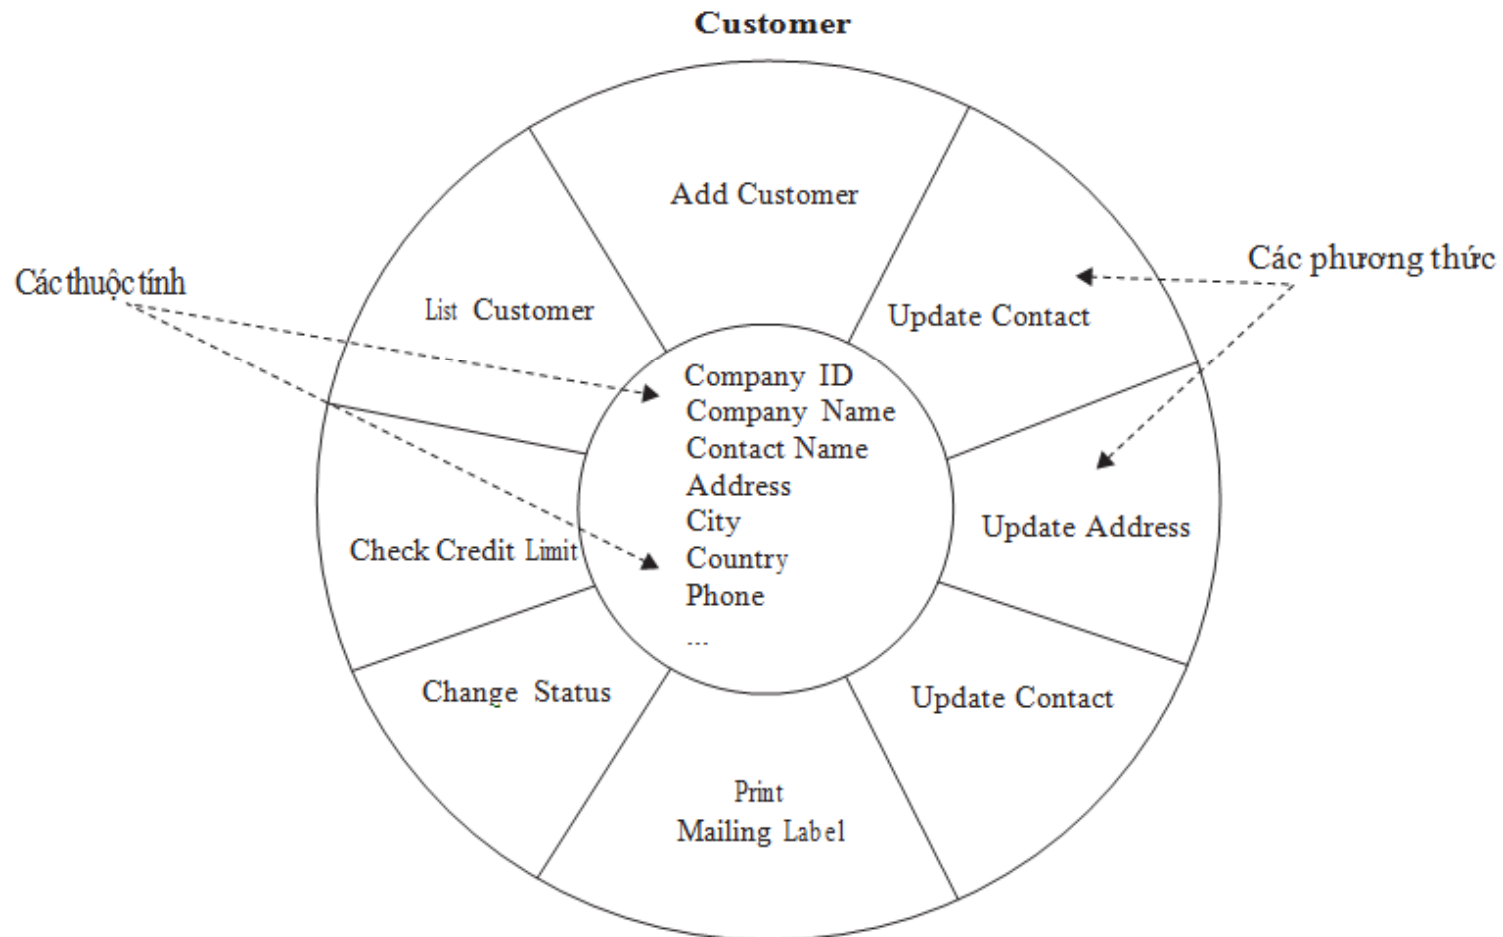 Customer
Add Customer
Các phương thức
Các thuộc tính
List Customer
Update Contact
Company ID
Company Name
Contact Name
Address
City
Country
Phone
...
Update Address
Check Credit Limit
Change Status
Update Contact
Print
Mailing Label